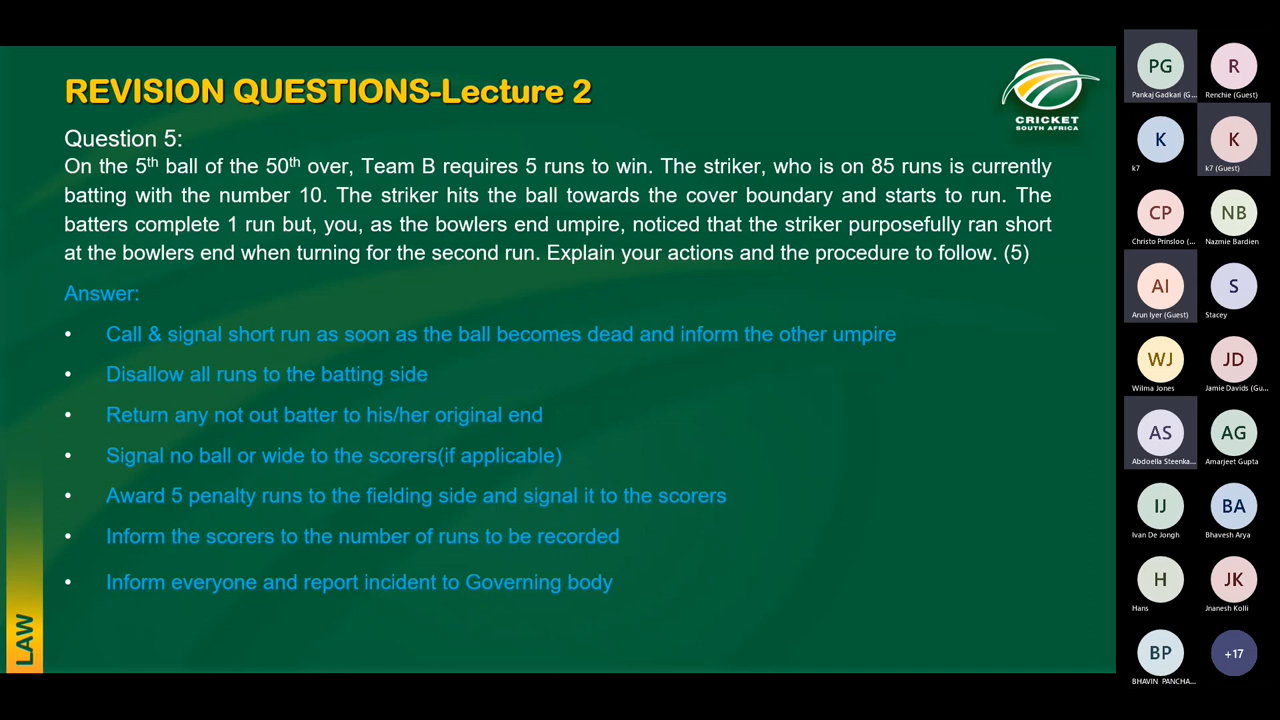 REVISION QUESTIONS-Lecture 2
CRICKET
SOUTH AFRICA
Question 5:
On the 5th ball of the 50th over, Team B requires 5 runs to win. The striker, who is on 85 runs is currently
batting with the number 10. The striker hits the ball towards the cover boundary and starts to run. The
batters complete 1 run but, you, as the bowlers end umpire, noticed that the striker purposefully ran short
at the bowlers end when turning for the second run. Explain your actions and the procedure to follow. (5)
Answer:
• Call & signal short run as soon as the ball becomes dead and inform the other umpire
• Disallow all runs to the batting side
• Return any not out batter to his/her original end
• Signal no ball or wide to the scorers(if applicable)
• Award 5 penalty runs to the fielding side and signal it to the scorers
• Inform the scorers to the number of runs to be recorded
• Inform everyone and report incident to Governing body
LAW
PG
Pankaj Gadkari (G...
R
Renchie (Guest)
K
k7
K
k7 (Guest)
CP
Christo Prinsloo (...
NB
Nazmie Bardien
AI
Arun Iyer (Guest)
S
Stacey
WJ
Wilma Jones
JD
Jamie Davids (Gu...
AS
Abdoella Steenka...
AG
Amarjeet Gupta
IJ
Ivan De Jongh
BA
Bhavesh Arya
H
Hans
JK
Jnanesh Kolli
BP
BHAVIN PANCHA...
+17